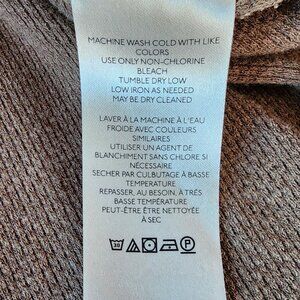 MACHINE WASH COLD WITH LIKE
COLORS
USE ONLY NON-CHLORINE
BLEACH
TUMBLE DRY LOW
LOW IRON AS NEEDED
MAY BE DRY CLEANED
LAVER À LA MACHINE À L'EAU
FROIDE AVEC COULEURS
SIMILAIRES
UTILISER UN AGENT DE
BLANCHIMENT SANS CHLORE SI
NÉCESSAIRE
SECHER PAR CULBUTAGE À BASSE
TEMPERATURE
REPASSER, AU BESOIN, À TRÉS
BASSE TEMPÉRATURE
PEUT-ÊTRE ÊTRE NETTOYÉE
À SEC